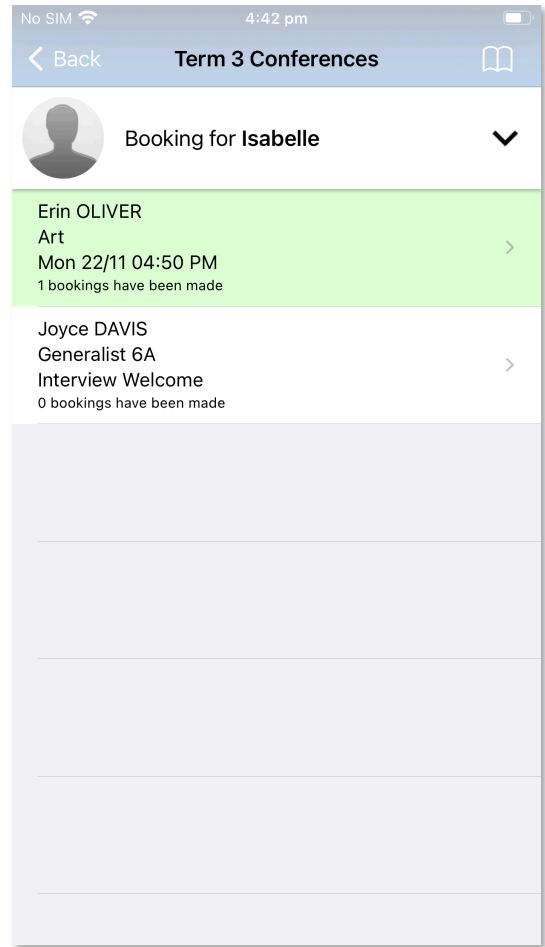 No SIM 4:42 pm
Back Term 3 Conferences
Booking for Isabelle
Erin OLIVER
Art
Mon 22/11 04:50 PM
1 bookings have been made
Joyce DAVIS
Generalist 6A
Interview Welcome
0 bookings have been made